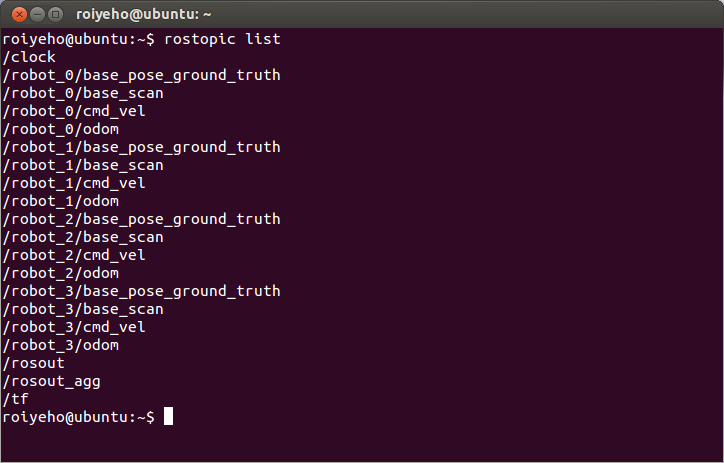 roiyeho@ubuntu: ~
roiyeho@ubuntu:~$ rostopic list
/clock
/robot_0/base_pose_ground_truth
/robot_0/base_scan
/robot_0/cmd_vel
/robot_0/odom
/robot_1/base_pose_ground_truth
/robot_1/base_scan
/robot_1/cmd_vel
/robot_1/odom
/robot_2/base_pose_ground_truth
/robot_2/base_scan
/robot_2/cmd_vel
/robot_2/odom
/robot_3/base_pose_ground_truth
/robot_3/base_scan
/robot_3/cmd_vel
/robot_3/odom
/rosout
/rosout_agg
/tf
roiyeho@ubuntu:~$